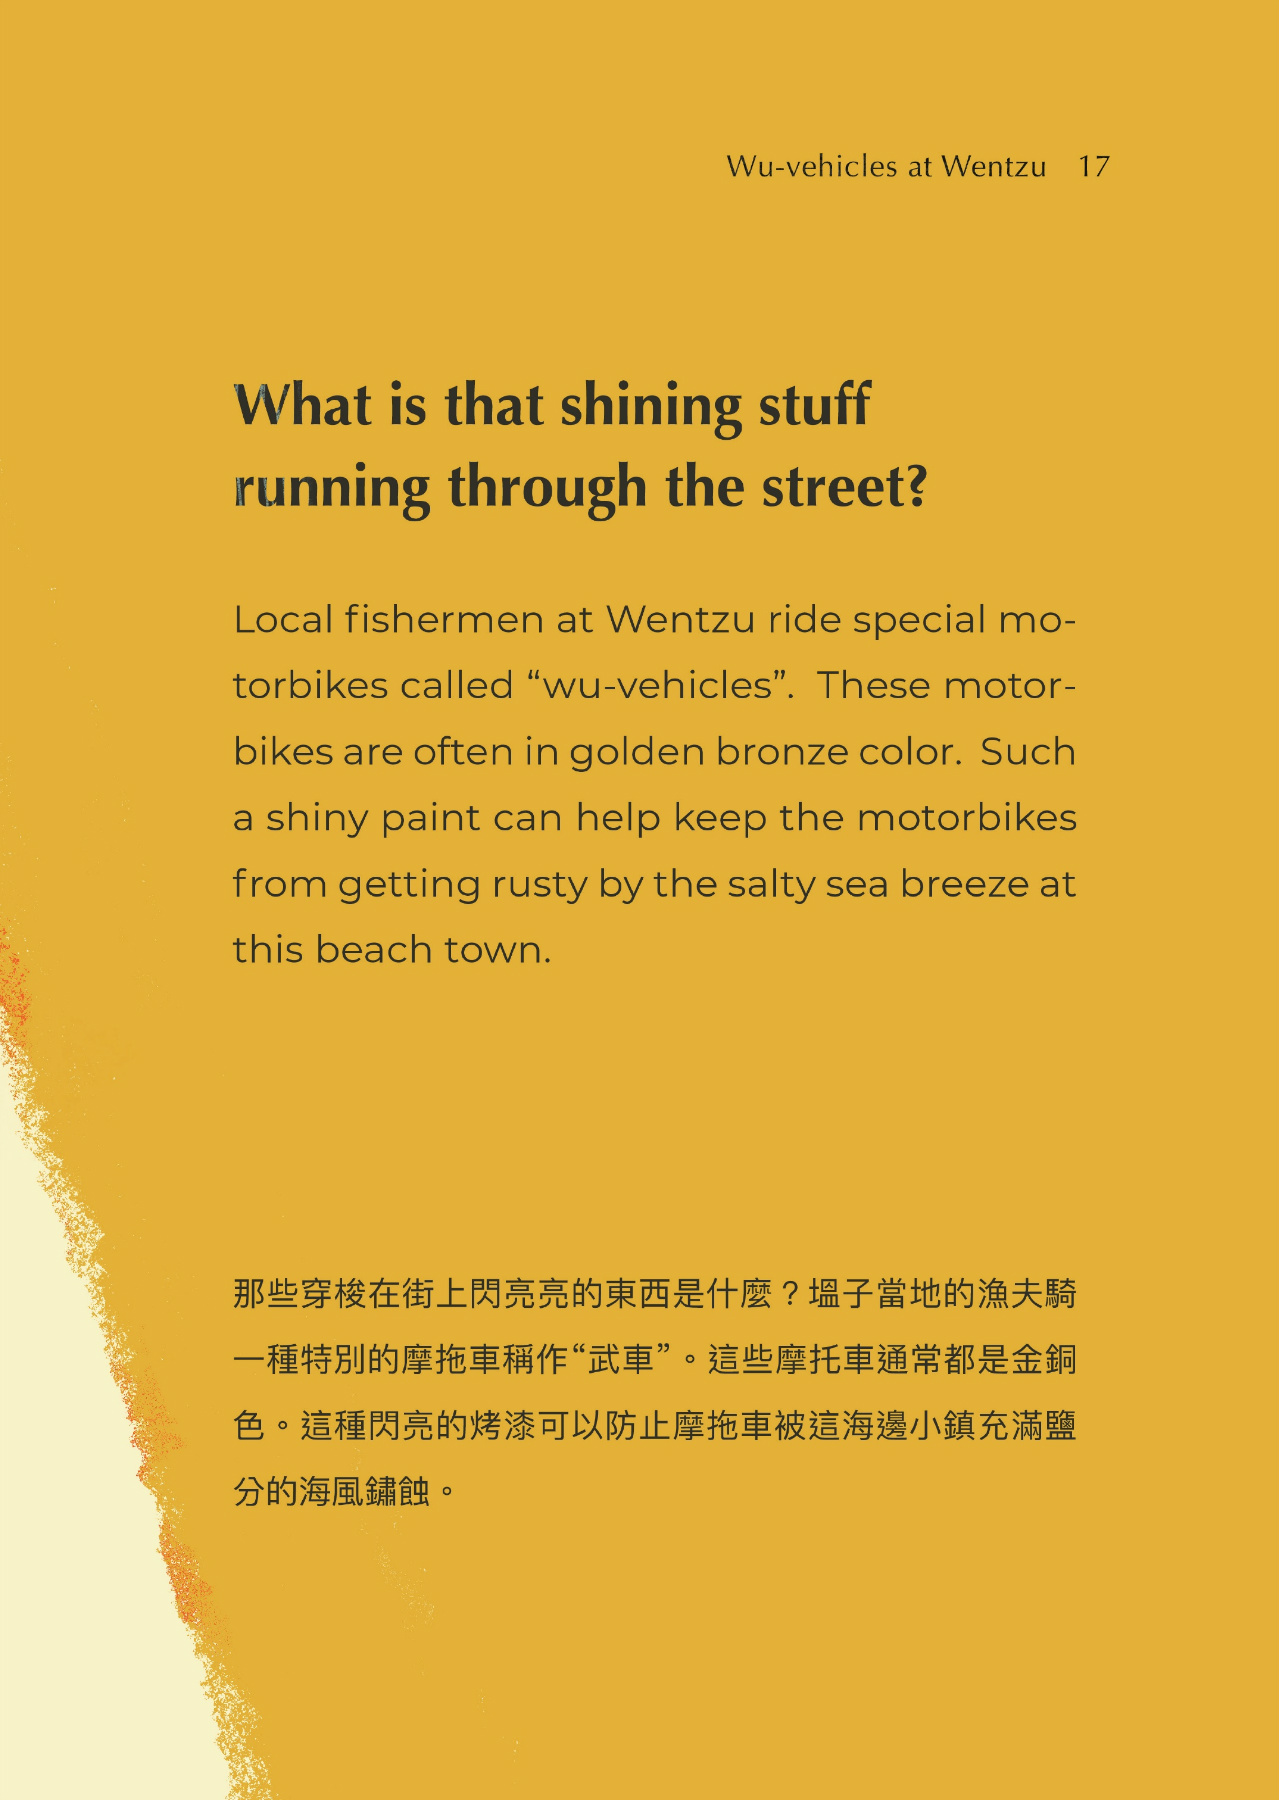 Wu-vehicles at Wentzu 17
What is that shining stuff
running through the street?
Local fishermen at Wentzu ride special mo-
torbikes called “wu-vehicles”. These motor-
bikes are often in golden bronze color. Such
a shiny paint can help keep the motorbikes
from getting rusty by the salty sea breeze at
this beach town.
那些穿梭在街上閃亮亮的東西是什麼？塭子當地的漁夫騎
一種特別的摩拖車稱作“武車”。這些摩托車通常都是金銅
色。這種閃亮的烤漆可以防止摩拖車被這海邊小鎮充滿鹽
分的海風鏽蝕。